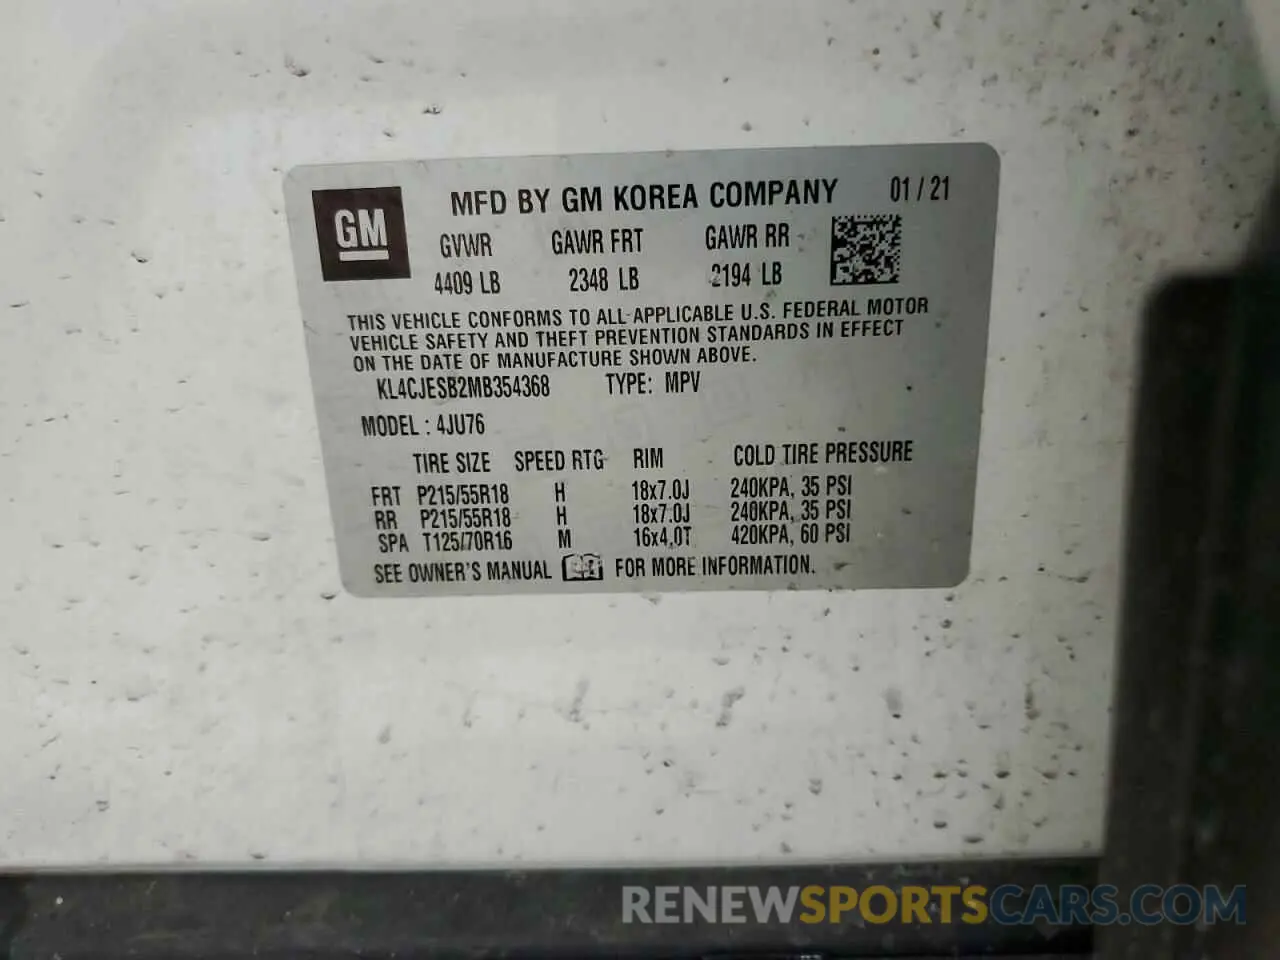 GM
MFD BY GM KOREA COMPANY 01 / 21
GVWR GAWR FRT GAWR RR
4409 LB 2348 LB 2194 LB
THIS VEHICLE CONFORMS TO ALL APPLICABLE U.S. FEDERAL MOTOR
VEHICLE SAFETY AND THEFT PREVENTION STANDARDS IN EFFECT
ON THE DATE OF MANUFACTURE SHOWN ABOVE.
KL4CJESB2MB354368 TYPE: MPV
MODEL : 4JU76
TIRE SIZE SPEED RTG RIM COLD TIRE PRESSURE
FRT P215/55R18 H 18x7.0J 240KPA, 35 PSI
RR P215/55R18 H 18x7.0J 240KPA, 35 PSI
SPA T125/70R16 M 16x4.0T 420KPA, 60 PSI
SEE OWNER'S MANUAL FOR MORE INFORMATION.
RENEWSPORTSCARS.COM